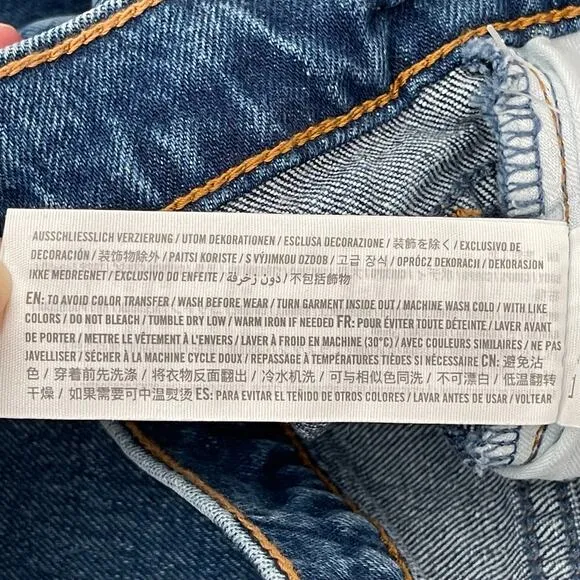 AUSSCHLIESSLICH VERZIERUNG / UTOM DEKORATIONEN / ESCLUSA DECORAZIONE / 装飾を除く / EXCLUSIVO DE
DECORACIÓN / 装饰物除外 / PAITSI KORISTE / S VÝJIMKOU OZDOB / 고급 장식 / OPRÓCZ DEKORACJI / DEKORASJON
IKKE MEDREGNET / EXCLUSIVO DO ENFEITE / دون زخرفة / 不包括飾物
EN: TO AVOID COLOR TRANSFER / WASH BEFORE WEAR / TURN GARMENT INSIDE OUT / MACHINE WASH COLD / WITH LIKE
COLORS / DO NOT BLEACH / TUMBLE DRY LOW / WARM IRON IF NEEDED FR: POUR ÉVITER TOUTE DÉTEINTE / LAVER AVANT
DE PORTER / METTRE LE VÊTEMENT À L'ENVERS / LAVER À FROID EN MACHINE (30°C) / AVEC COULEURS SIMILAIRES / NE PAS
JAVELLISER / SÉCHER À LA MACHINE CYCLE DOUX / REPASSAGE À TEMPÉRATURES TIÈDES SI NÉCESSAIRE CN: 避免沾
色 / 穿着前先洗涤 / 将衣物反面翻出 / 冷水机洗 / 可与相似色同洗 / 不可漂白 / 低温翻转
干燥 / 如果需要可中温熨烫 ES: PARA EVITAR EL TEÑIDO DE OTROS COLORES / LAVAR ANTES DE USAR / VOLTEAR